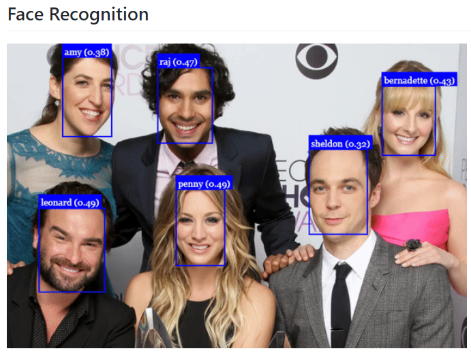 Face Recognition
amy (0.38)
raj (0.47)
bernadette (0.43)
sheldon (0.32)
penny (0.49)
leonard (0.49)